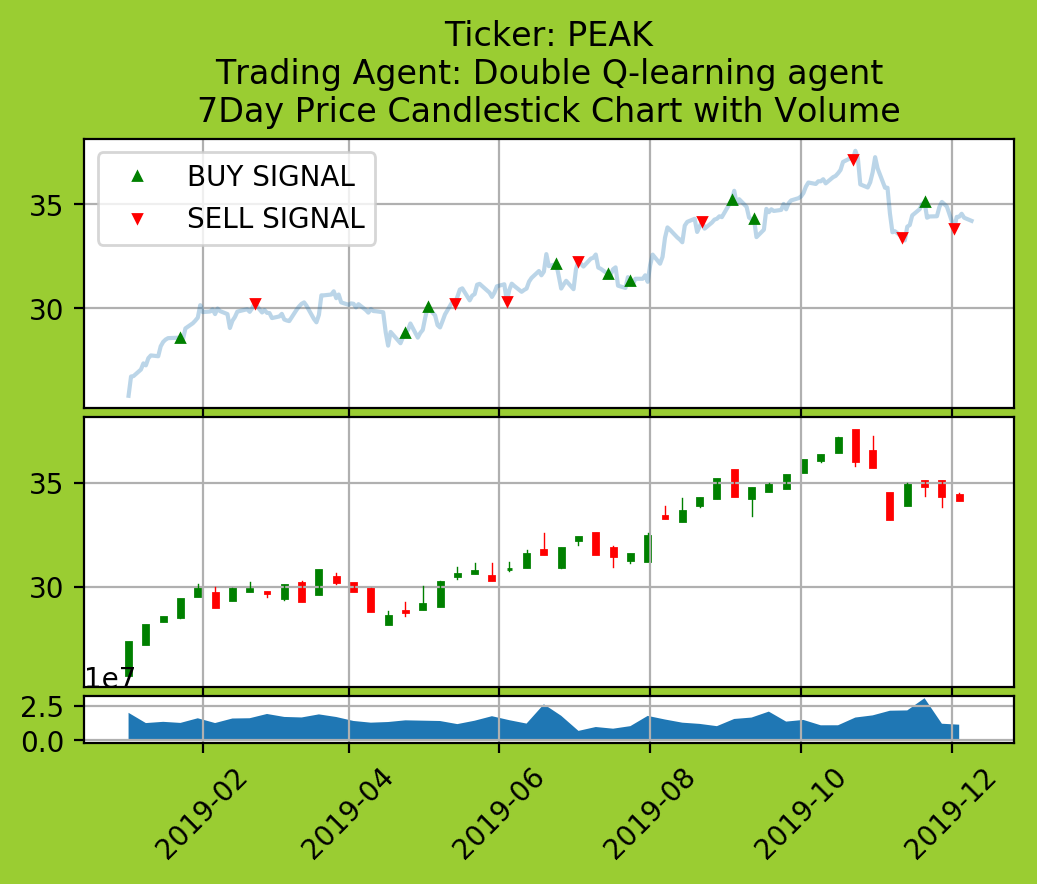 Ticker: PEAK
Trading Agent: Double Q-learning agent
7Day Price Candlestick Chart with Volume
BUY SIGNAL
SELL SIGNAL
35
30
35
30
1e7
2.5
0.0
2019-02
2019-04
2019-06
2019-08
2019-10
2019-12